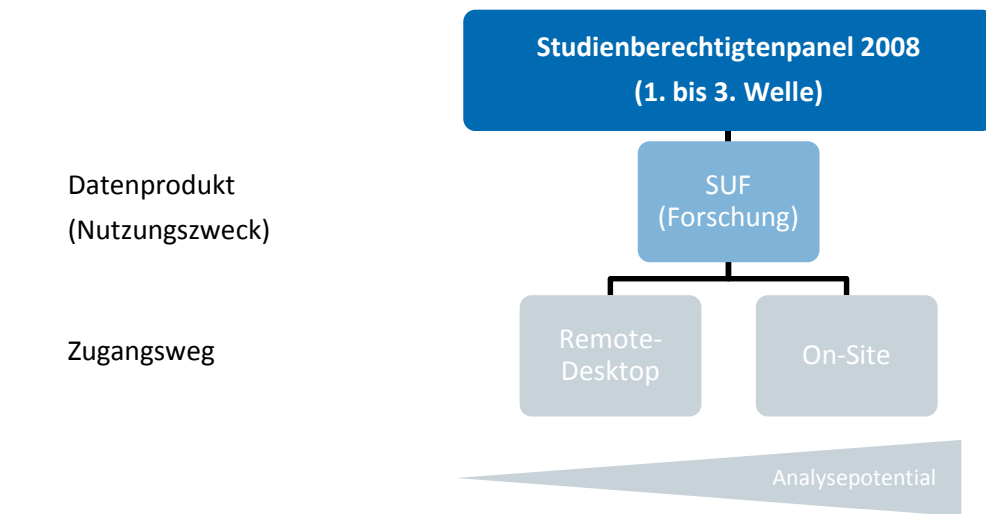 Studienberechtigtenpanel 2008
(1. bis 3. Welle)
Datenprodukt
(Nutzungszweck)
SUF
(Forschung)
Zugangsweg
Remote-
Desktop
On-Site
Analysepotential